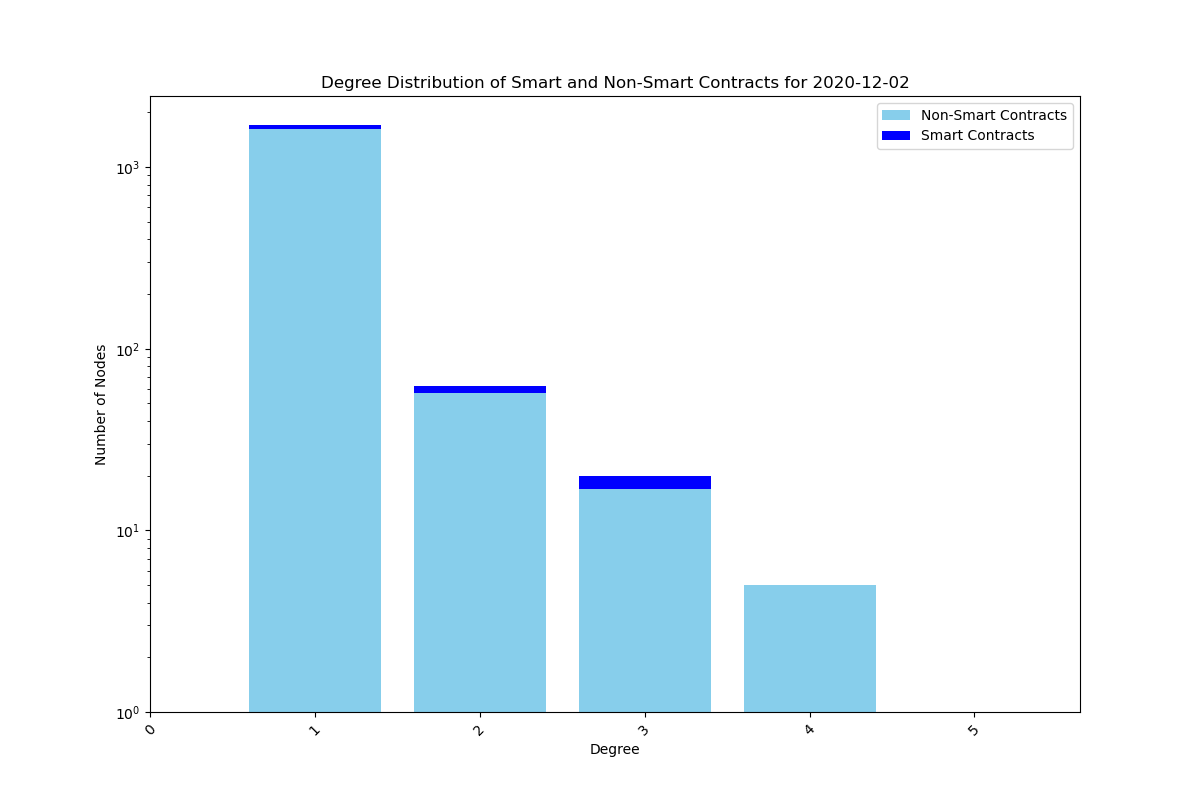 Degree Distribution of Smart and Non-Smart Contracts for 2020-12-02
Non-Smart Contracts
Smart Contracts
Number of Nodes
10³
10²
10¹
10⁰
0 1 2 3 4 5
Degree